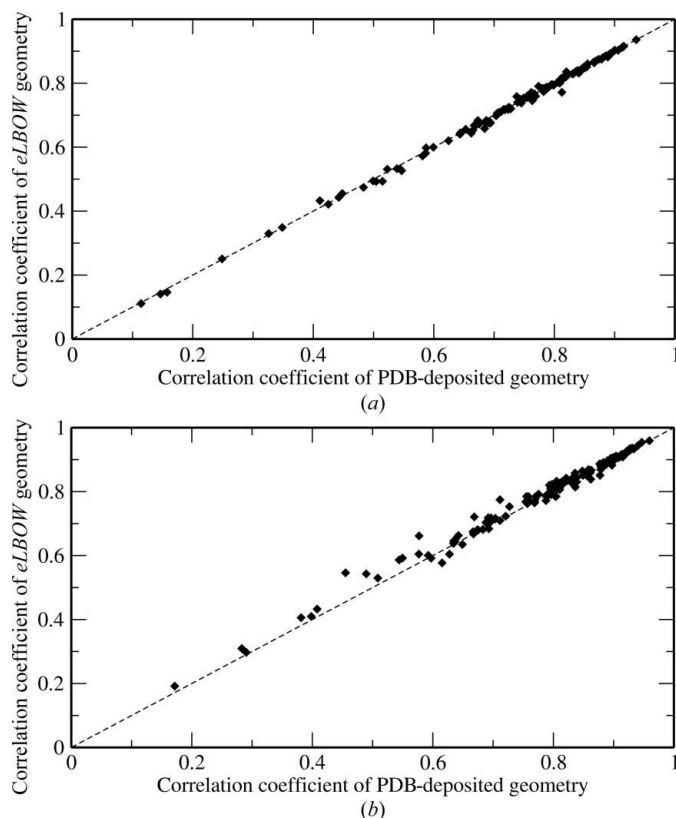 1
0.8
0.6
0.4
0.2
0
0 0.2 0.4 0.6 0.8 1
Correlation coefficient of eLBOW geometry
Correlation coefficient of PDB-deposited geometry
(a)
1
0.8
0.6
0.4
0.2
0
0 0.2 0.4 0.6 0.8 1
Correlation coefficient of eLBOW geometry
Correlation coefficient of PDB-deposited geometry
(b)